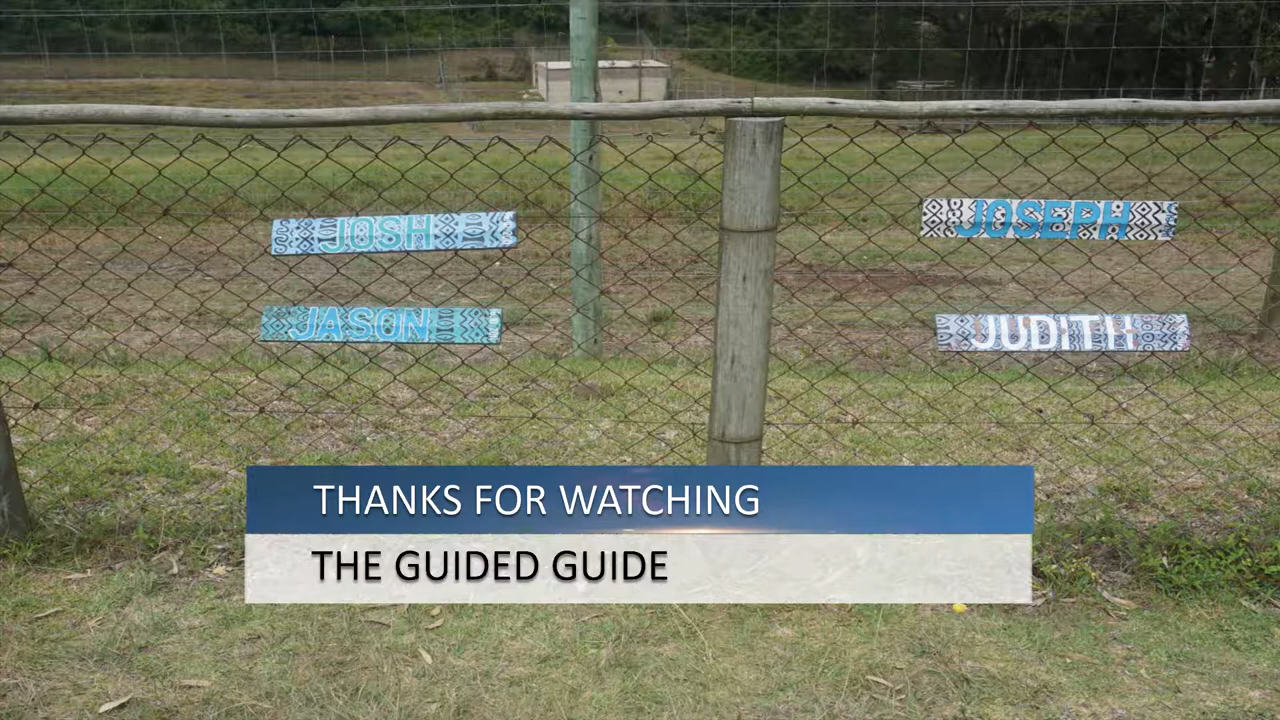 JOSH
JOSEPH
JASON
JUDITH
THANKS FOR WATCHING
THE GUIDED GUIDE